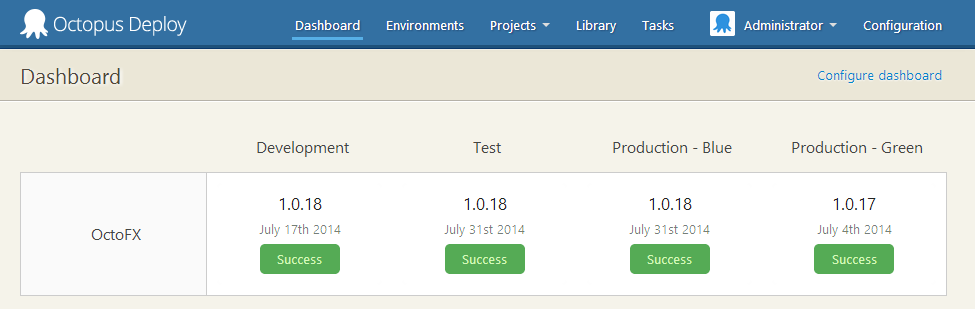 Octopus Deploy Dashboard Environments Projects Library Tasks Administrator Configuration
Dashboard Configure dashboard
Development Test Production - Blue Production - Green
1.0.18 1.0.18 1.0.18 1.0.17
OctoFX July 17th 2014 July 31st 2014 July 31st 2014 July 4th 2014
Success Success Success Success